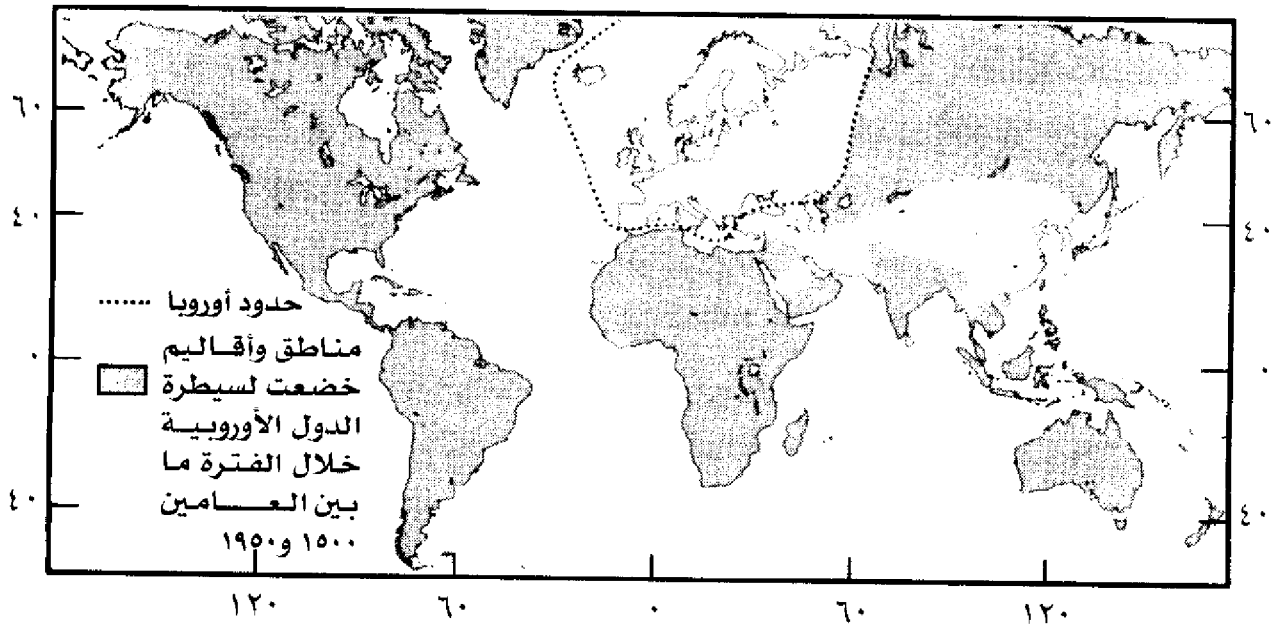 ٦٠
٦٠
٤٠
٤٠
حدود أوروبا
مناطق وأقاليم
٠
٠
خضعت لسيطرة
الدول الأوروبية
خلال الفترة ما
بين العامين
٤٠
٤٠
١٥٠٠ و١٩٥٠
١٢٠
٦٠
٠
٦٠
١٢٠